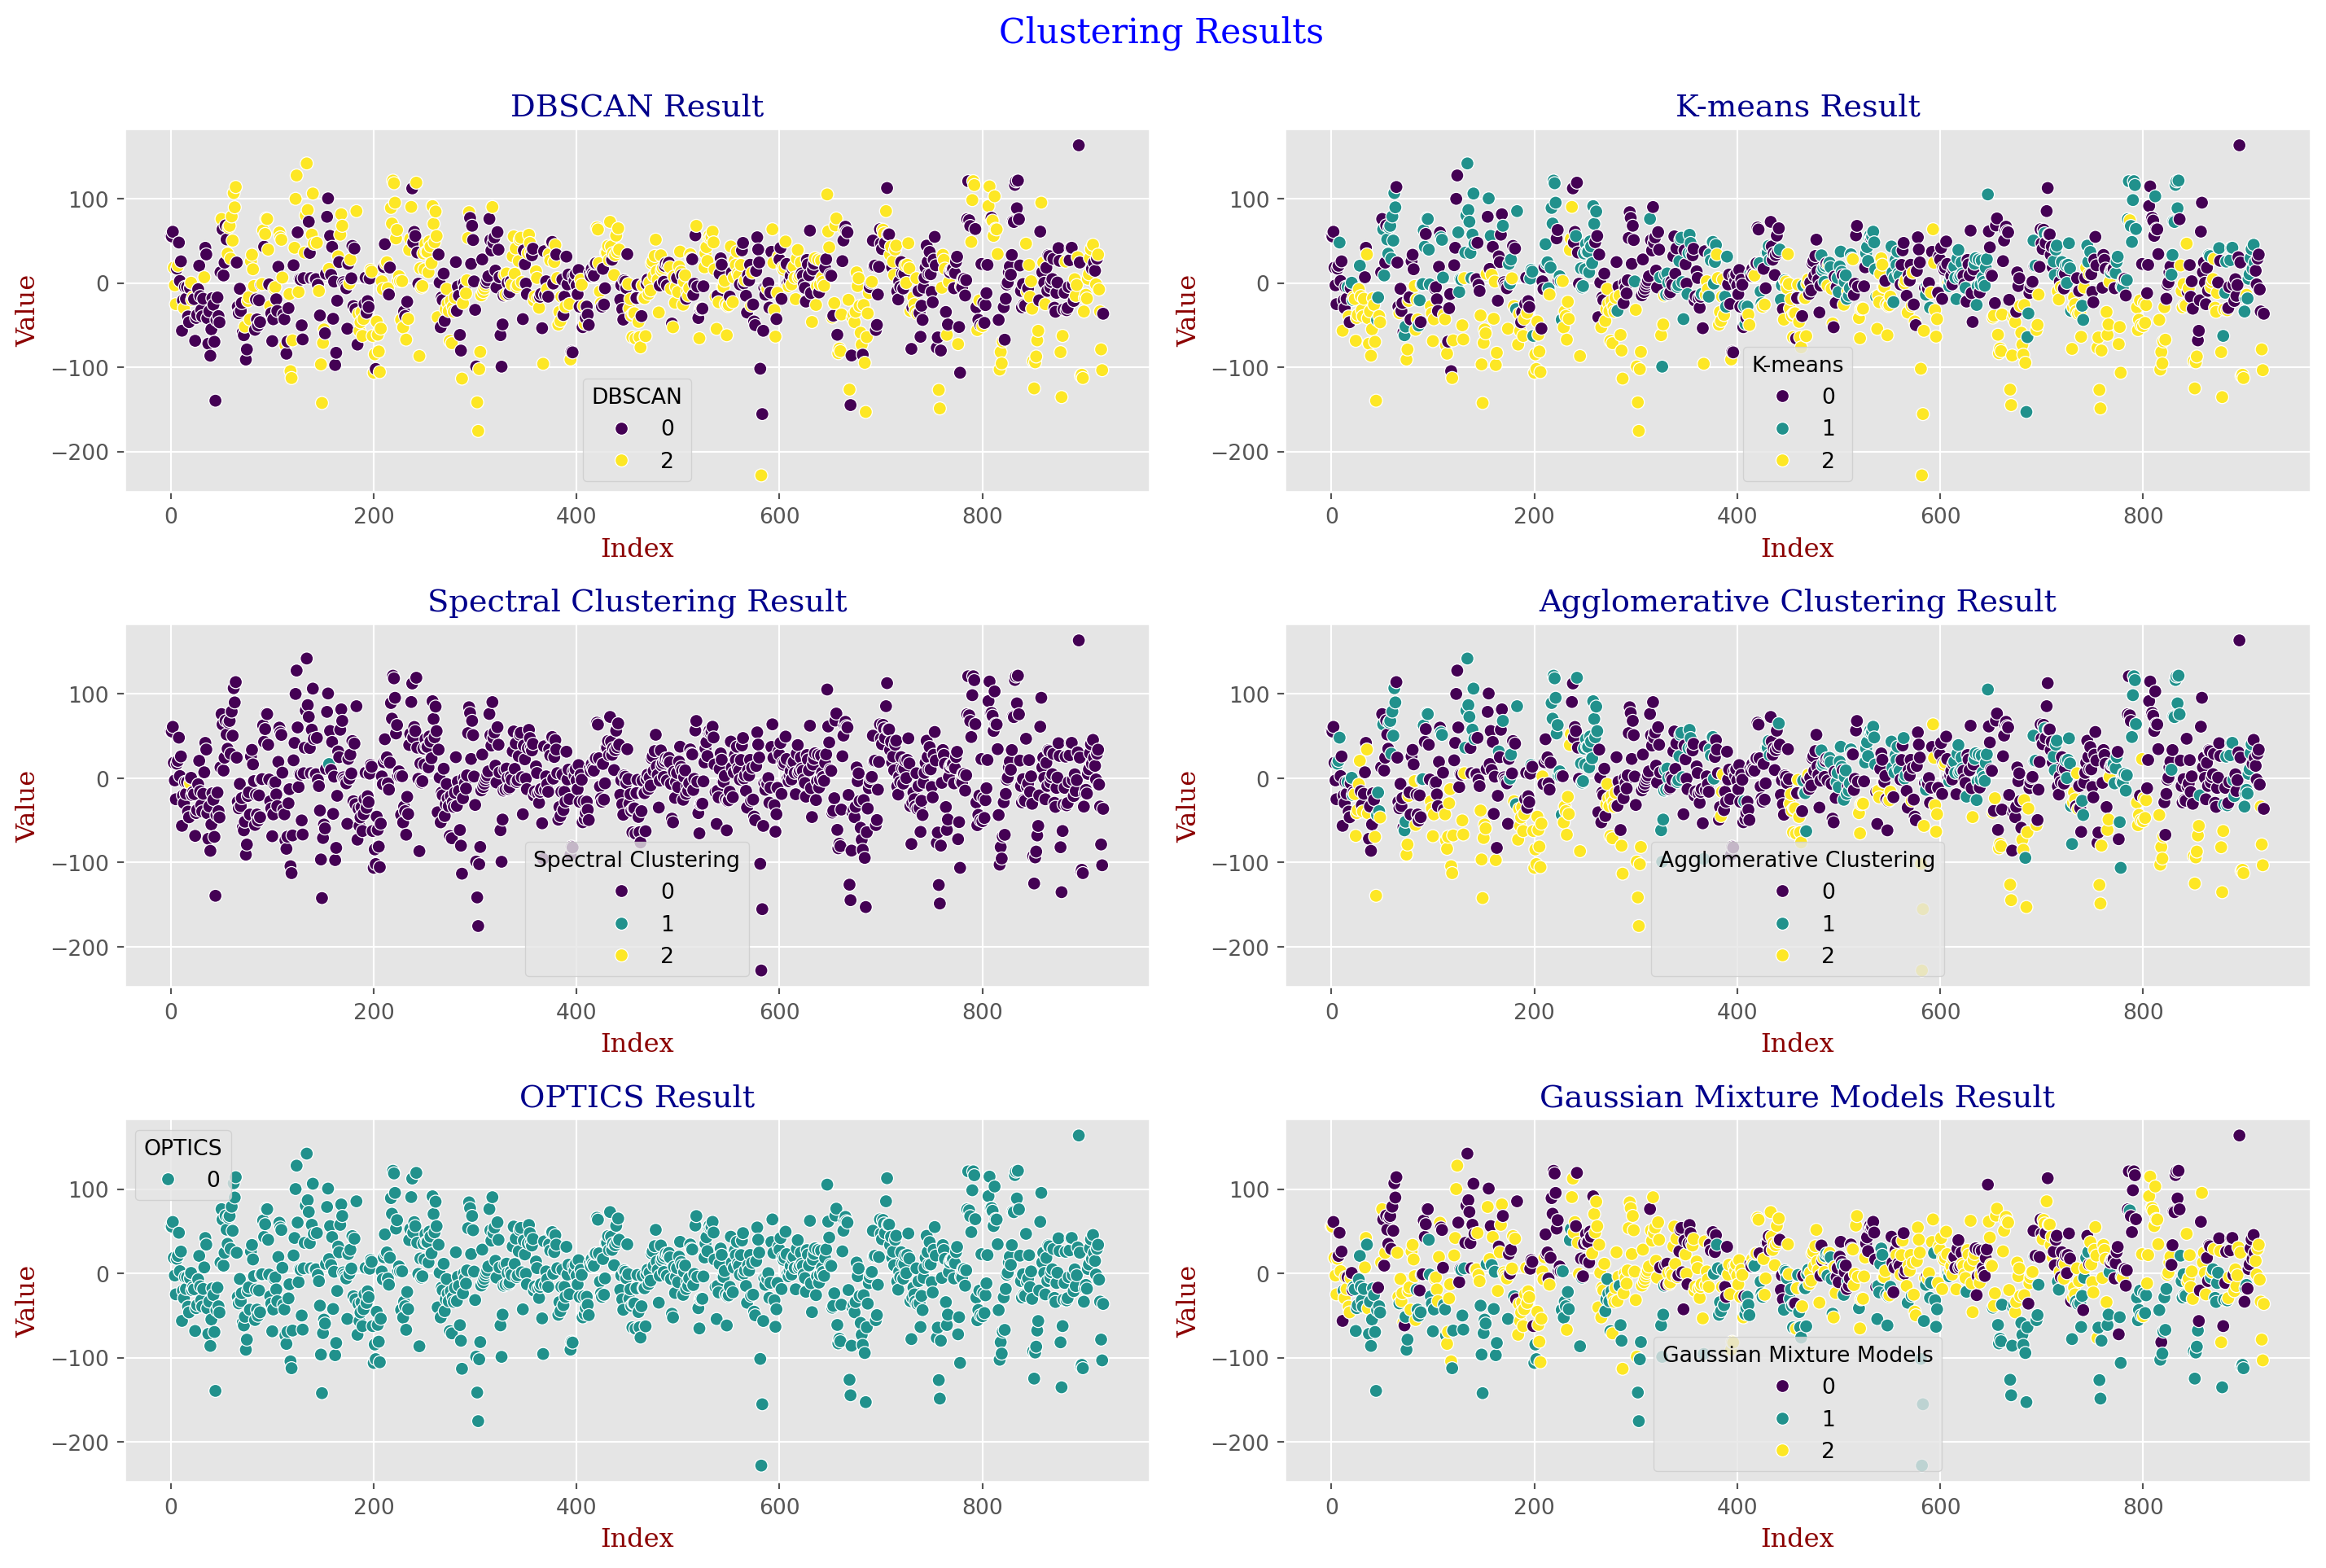 Clustering Results
DBSCAN Result
Value
100
0
−100
−200
DBSCAN
0
2
0 200 400 600 800
Index
K-means Result
Value
100
0
−100
−200
K-means
0
1
2
0 200 400 600 800
Index
Spectral Clustering Result
Value
100
0
−100
−200
Spectral Clustering
0
1
2
0 200 400 600 800
Index
Agglomerative Clustering Result
Value
100
0
−100
−200
Agglomerative Clustering
0
1
2
0 200 400 600 800
Index
OPTICS Result
OPTICS
0
Value
100
0
−100
−200
0 200 400 600 800
Index
Gaussian Mixture Models Result
Value
100
0
−100
−200
Gaussian Mixture Models
0
1
2
0 200 400 600 800
Index